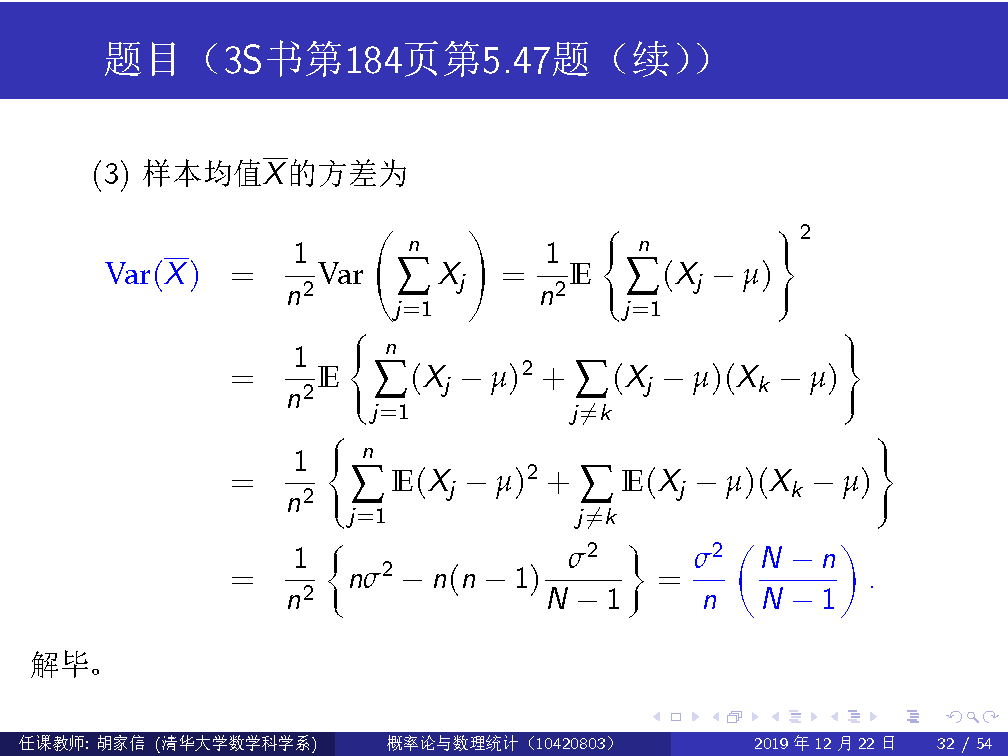 题目（3S书第184页第5.47题（续））
(3) 样本均值X̅的方差为
Var(X̅) = 1/n² Var(∑_{j=1}^{n} X_j) = 1/n² 𝔼{∑_{j=1}^{n} (X_j − μ)}²
= 1/n² 𝔼{∑_{j=1}^{n} (X_j − μ)² + ∑_{j≠k} (X_j − μ)(X_k − μ)}
= 1/n² {∑_{j=1}^{n} 𝔼(X_j − μ)² + ∑_{j≠k} 𝔼(X_j − μ)(X_k − μ)}
= 1/n² {nσ² − n(n − 1) σ²/(N − 1)} = σ²/n ((N − n)/(N − 1)).
解毕。
任课教师: 胡家信 (清华大学数学科学系) 概率论与数理统计（10420803） 2019 年 12 月 22 日 32 / 54